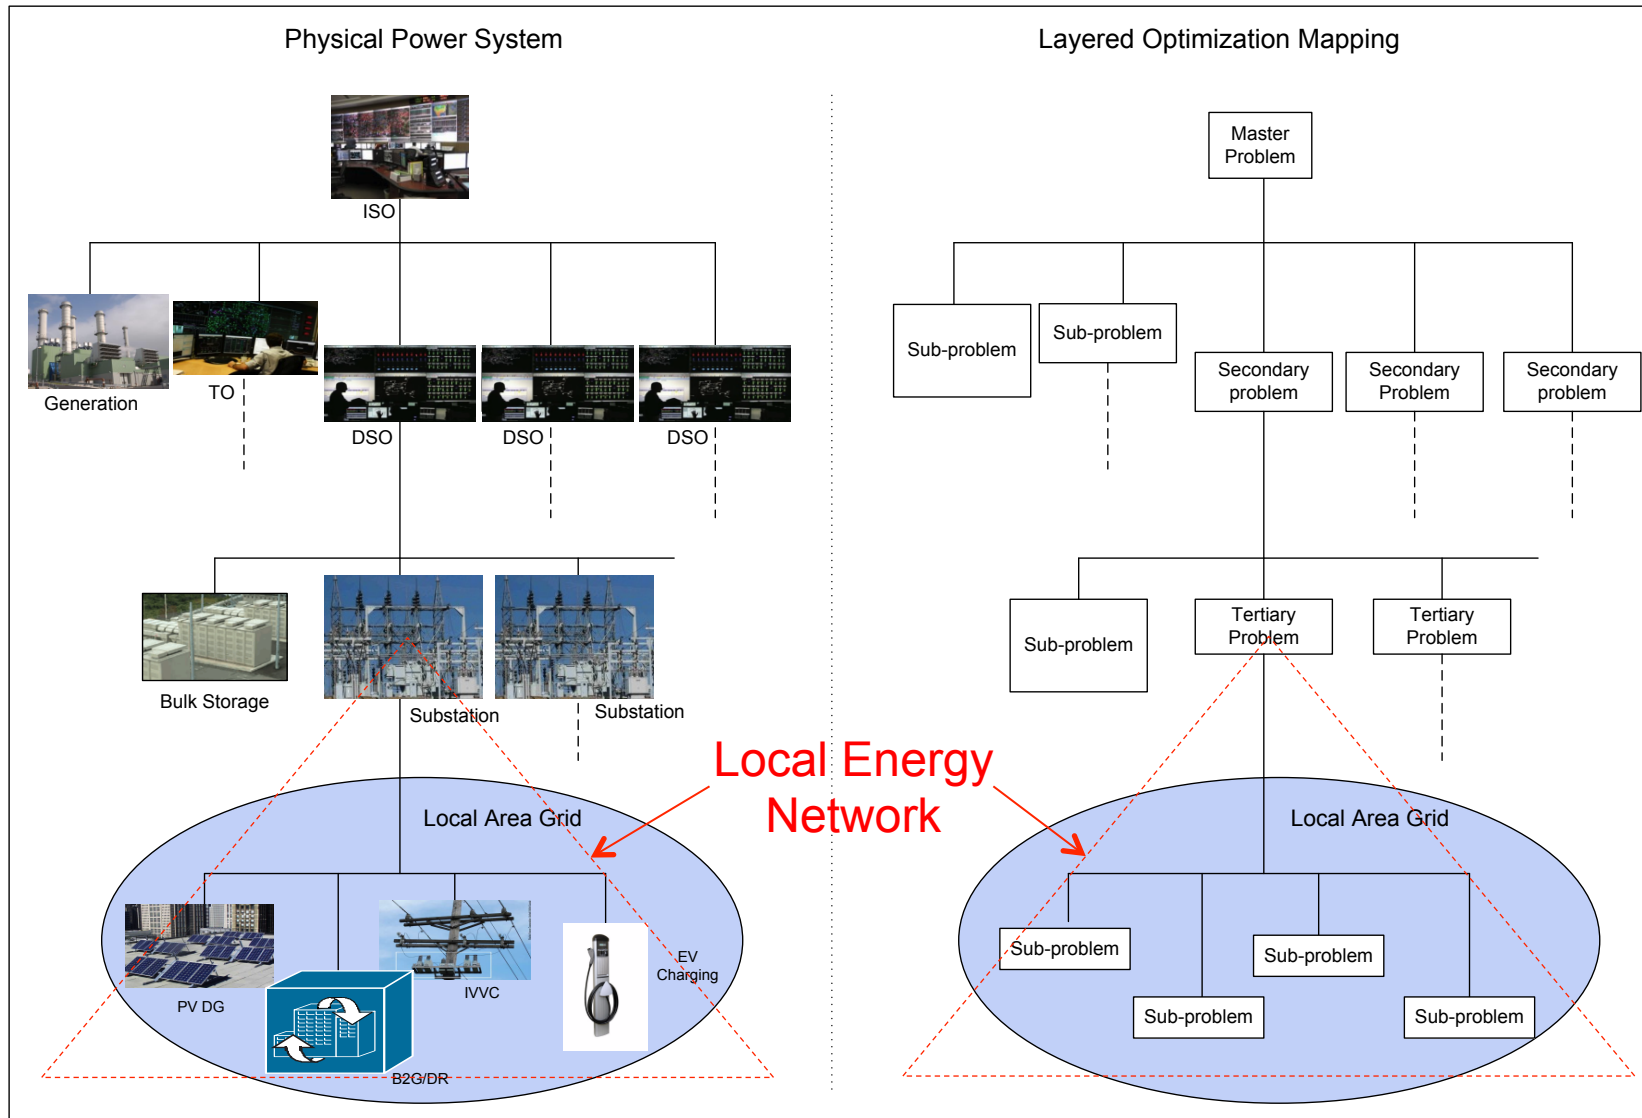 Physical Power System
Layered Optimization Mapping
Master
Problem
ISO
Generation
TO
DSO
DSO
DSO
Sub-problem
Sub-problem
Secondary
problem
Secondary
Problem
Secondary
problem
Bulk Storage
Substation
Substation
Sub-problem
Tertiary
Problem
Tertiary
Problem
Local Energy
Network
Local Area Grid
Local Area Grid
PV DG
B2G/DR
IVVC
EV
Charging
Sub-problem
Sub-problem
Sub-problem
Sub-problem